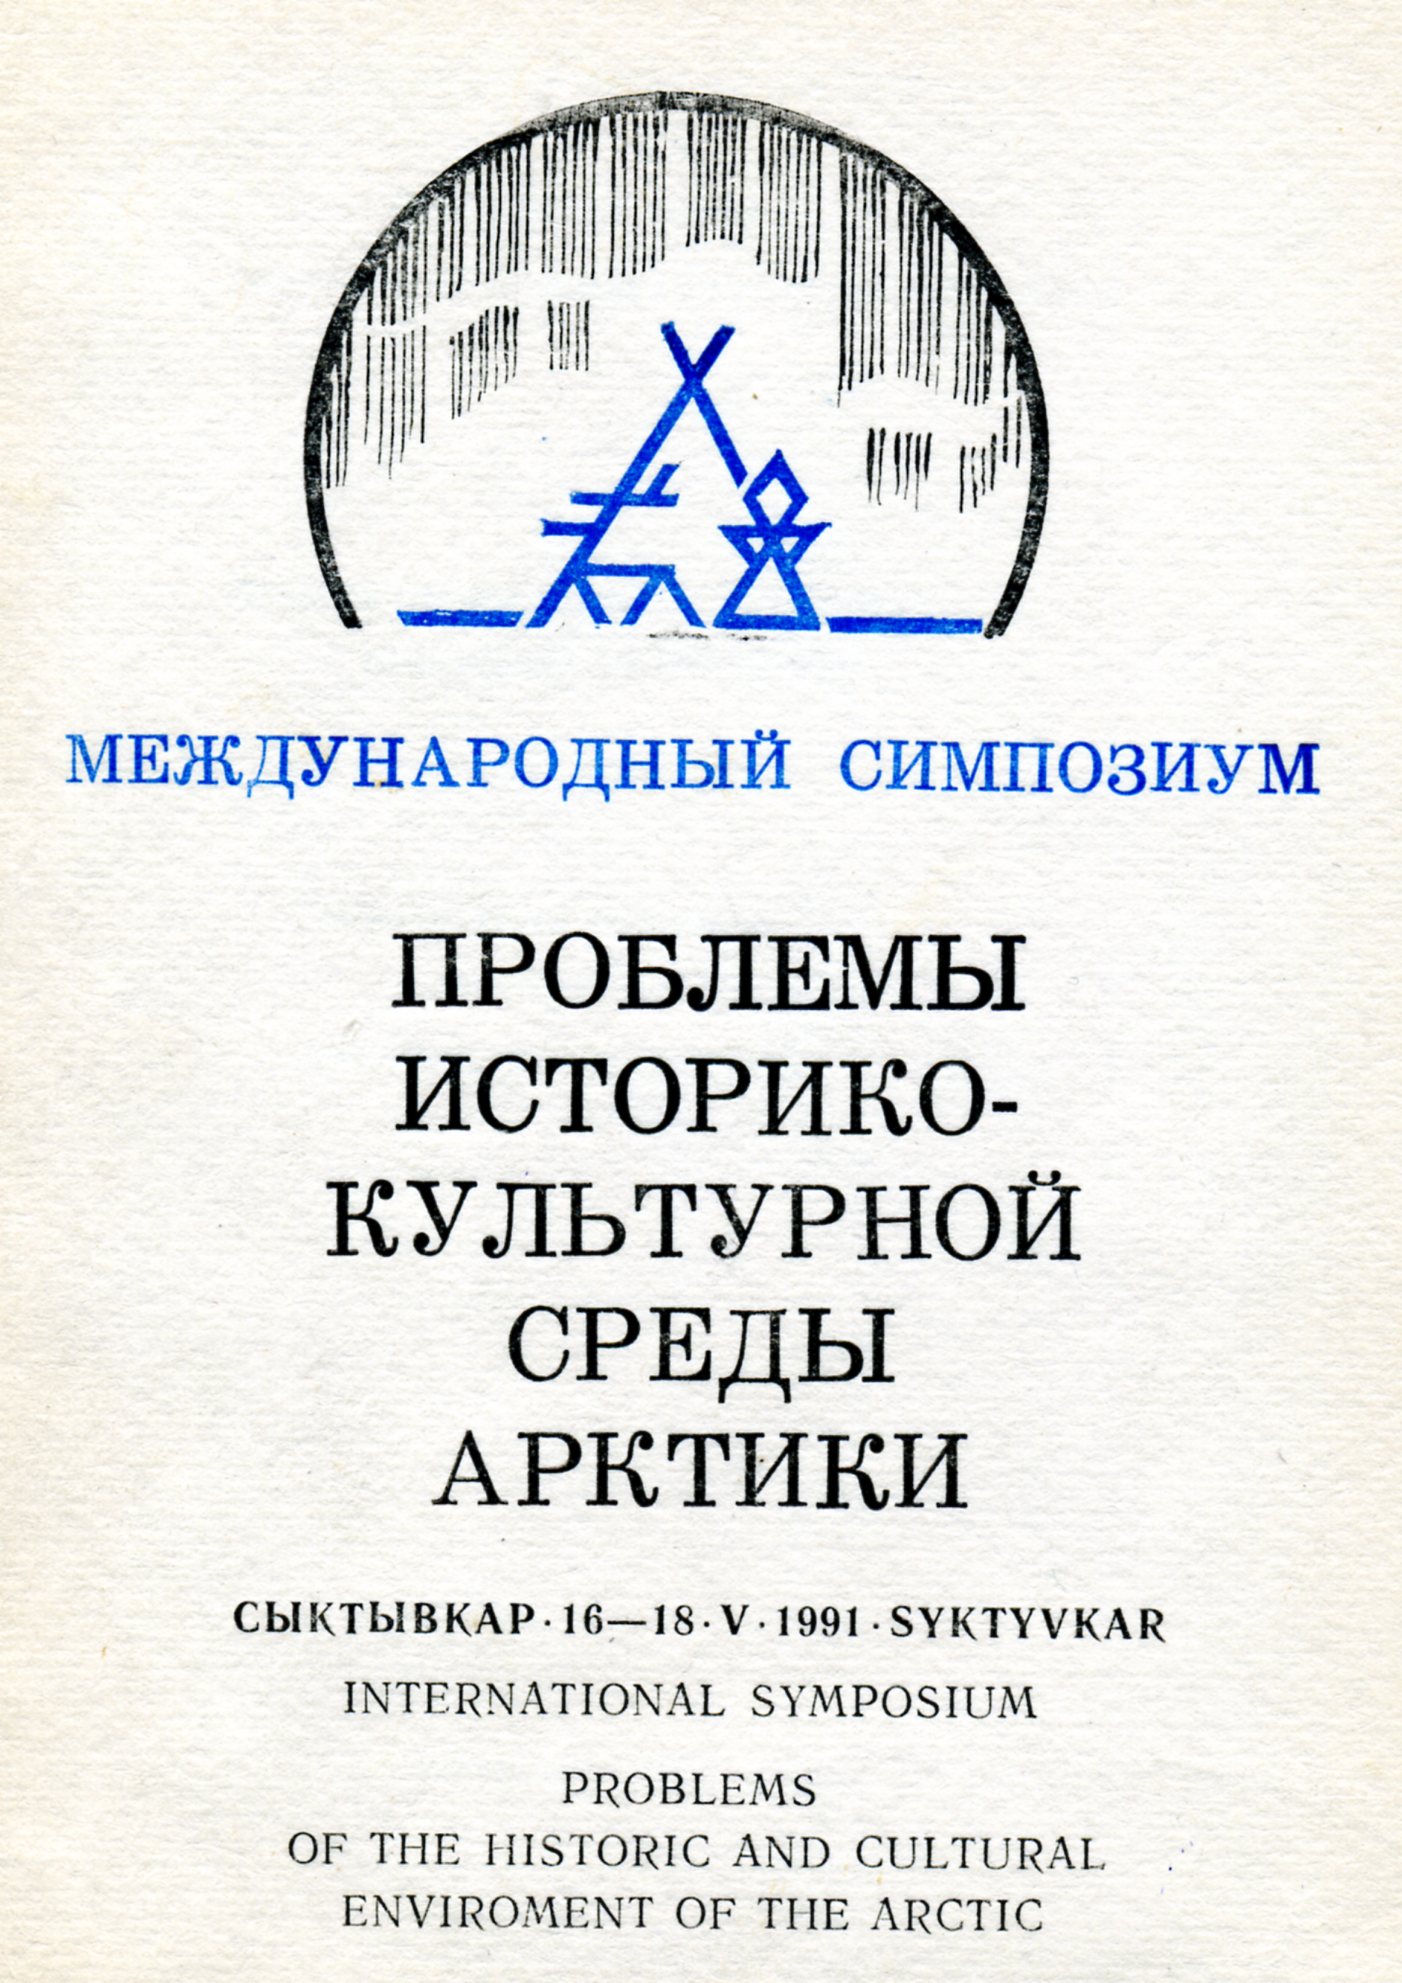 МЕЖДУНАРОДНЫЙ СИМПОЗИУМ
ПРОБЛЕМЫ
ИСТОРИКО-
КУЛЬТУРНОЙ
СРЕДЫ
АРКТИКИ
СЫКТЫВКАР·16—18·V·1991·SYKTYVKAR
INTERNATIONAL SYMPOSIUM
PROBLEMS
OF THE HISTORIC AND CULTURAL
ENVIROMENT OF THE ARCTIC